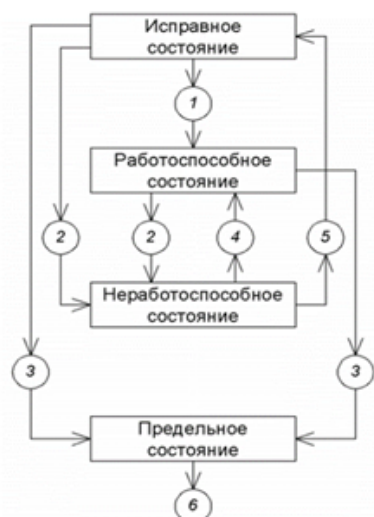 Исправное
состояние
1
Работоспособное
состояние
2
2
4
5
Неработоспособное
состояние
3
3
Предельное
состояние
6